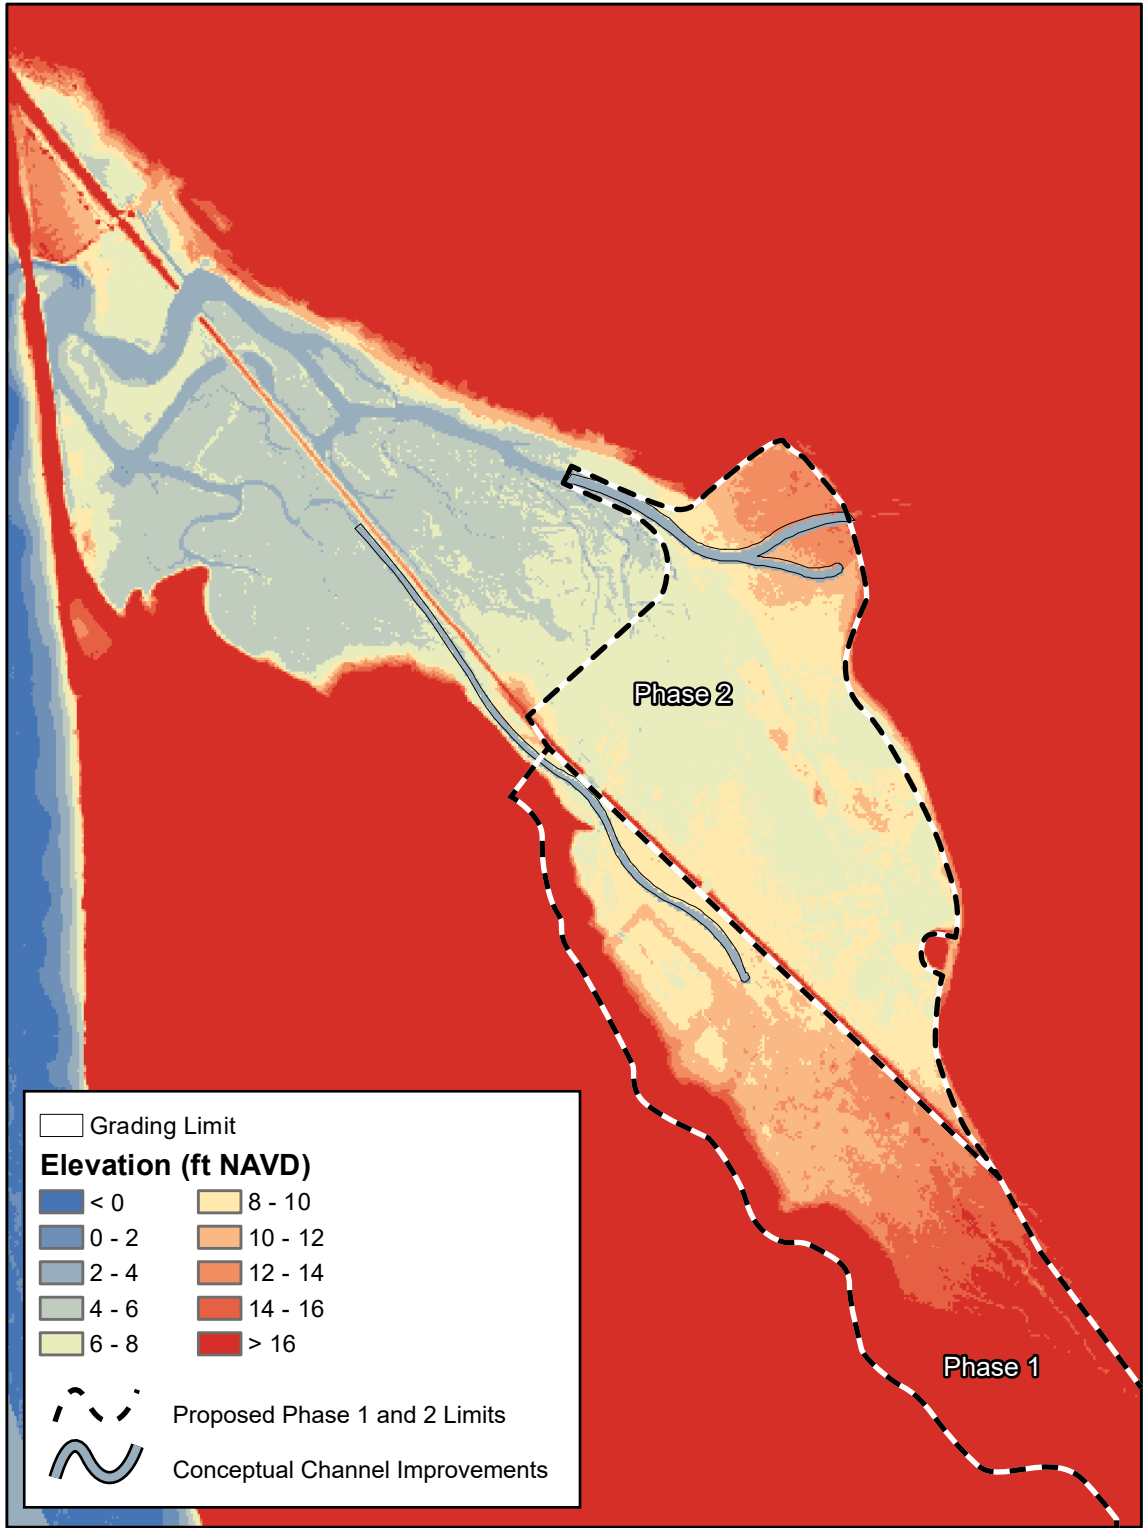 Phase 2
Phase 1
Grading Limit
Elevation (ft NAVD)
< 0
0 - 2
2 - 4
4 - 6
6 - 8
8 - 10
10 - 12
12 - 14
14 - 16
> 16
Proposed Phase 1 and 2 Limits
Conceptual Channel Improvements